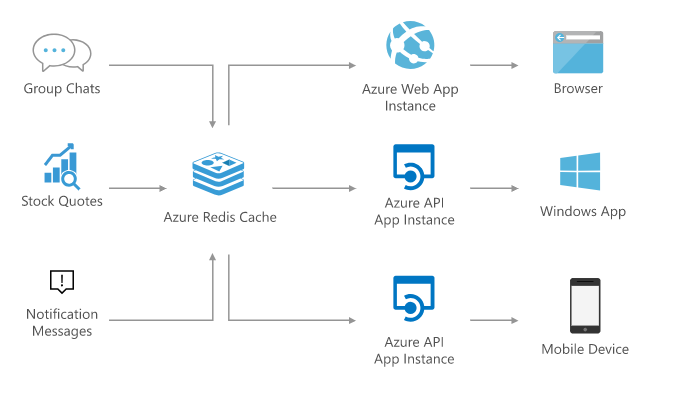 Group Chats
Azure Web App
Instance
Browser
Stock Quotes
Azure Redis Cache
Azure API
App Instance
Windows App
Notification
Messages
Azure API
App Instance
Mobile Device